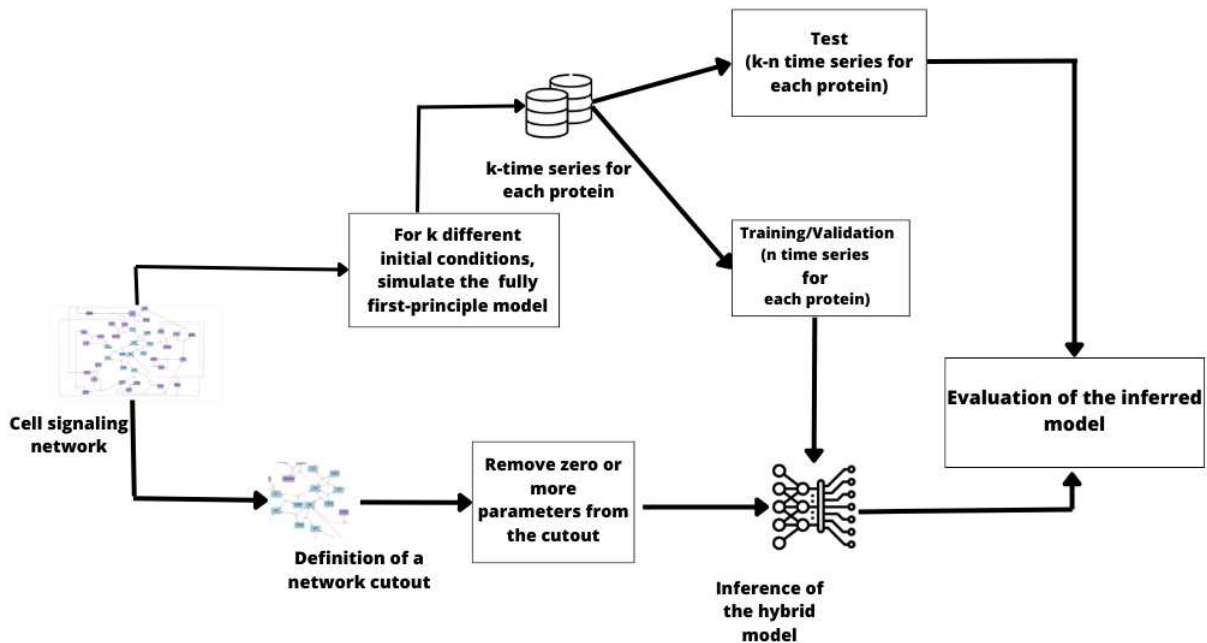 Test
(k-n time series for
each protein)
k-time series for
each protein
For k different
initial conditions,
simulate the fully
first-principle model
Training/Validation
(n time series
for
each protein)
Evaluation of the inferred
model
Cell signaling
network
Remove zero or
more
parameters from
the cutout
Definition of a
network cutout
Inference of
the hybrid
model